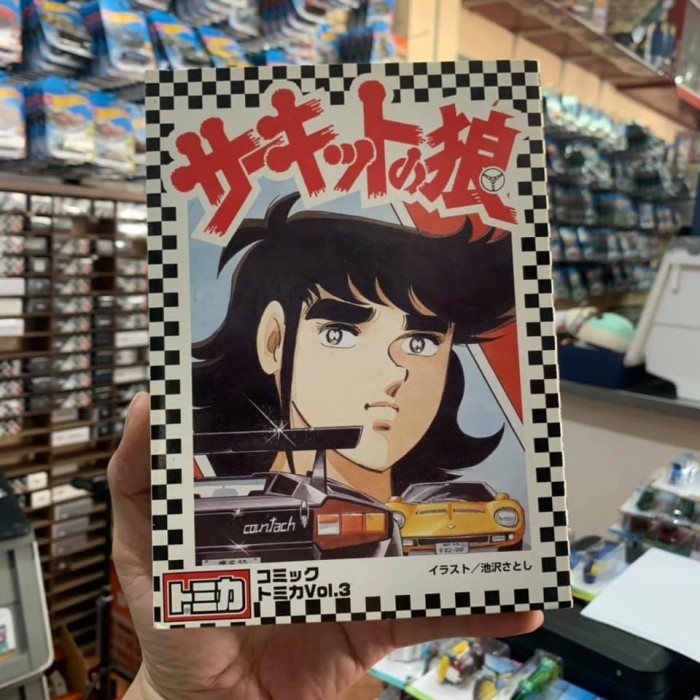 サーキットの狼
countach
トミカ
コミック
トミカVol.3
イラスト／池沢さとし